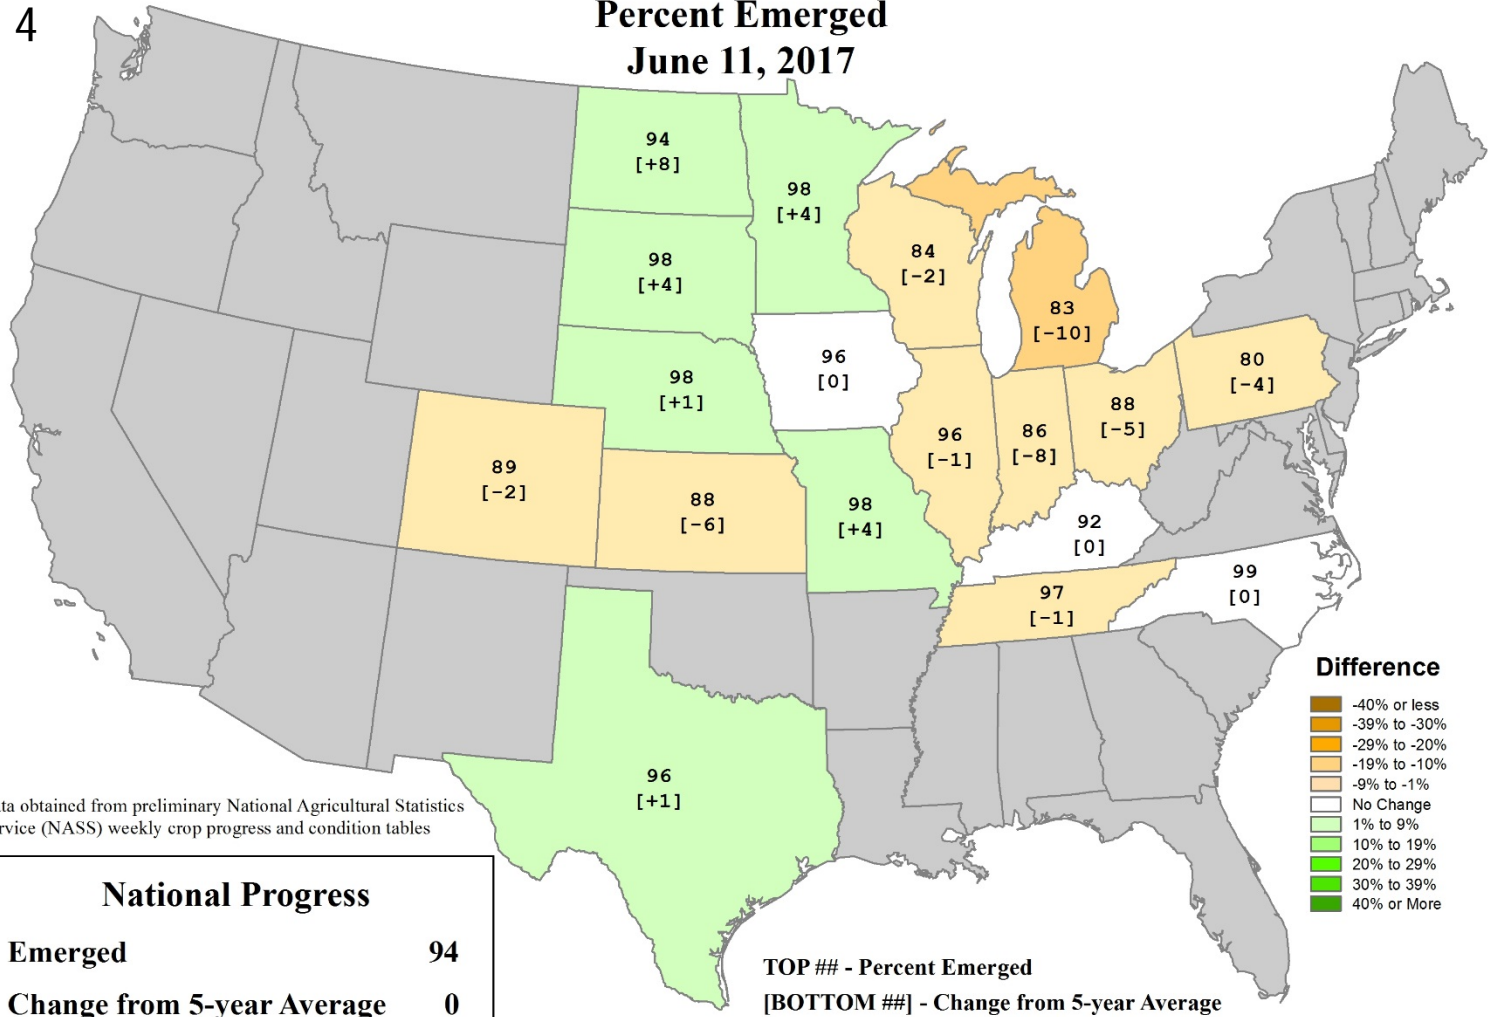 4
Percent Emerged
June 11, 2017
94
[+8]
98
[+4]
98
[+4]
84
[-2]
83
[-10]
98
[+1]
96
[0]
80
[-4]
88
[-5]
96
[-1]
86
[-8]
89
[-2]
88
[-6]
98
[+4]
92
[0]
99
[0]
97
[-1]
96
[+1]
Difference
-40% or less
-39% to -30%
-29% to -20%
-19% to -10%
-9% to -1%
No Change
1% to 9%
10% to 19%
20% to 29%
30% to 39%
40% or More
obtained from preliminary National Agricultural Statistics
(NASS) weekly crop progress and condition tables
National Progress
Emerged 94
Change from 5-year Average 0
TOP ## - Percent Emerged
[BOTTOM ##] - Change from 5-year Average